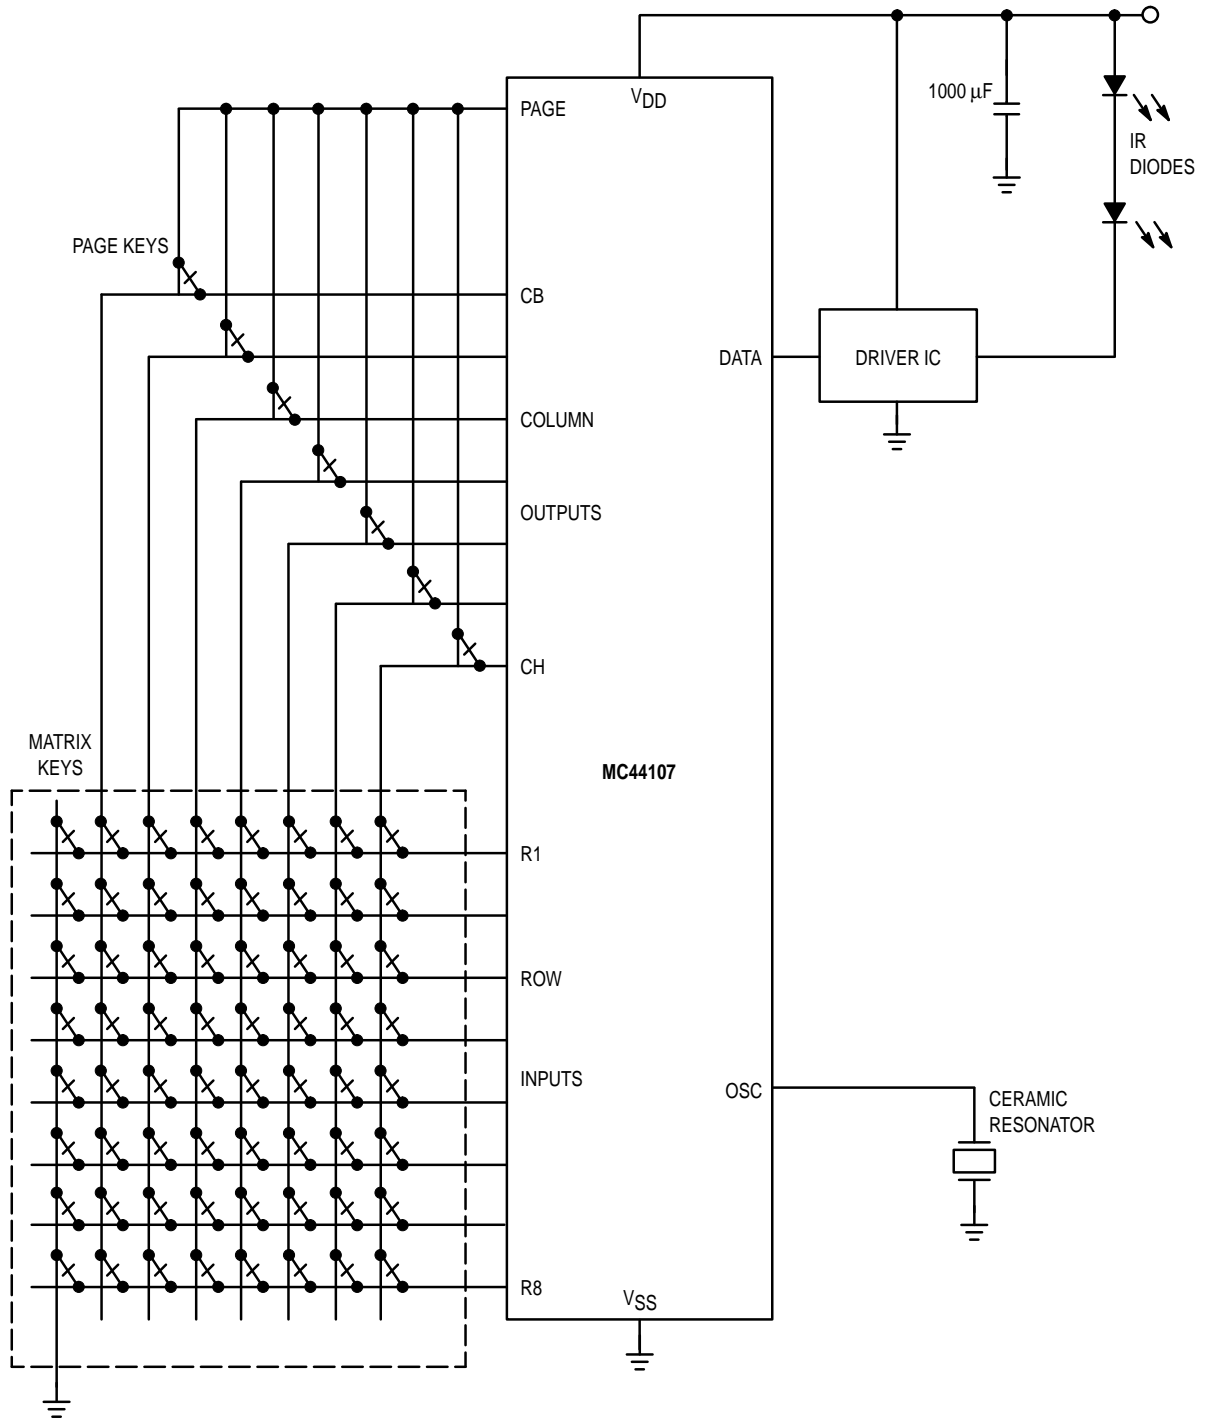 VDD
PAGE
1000 µF
IR
DIODES
PAGE KEYS
CB
DATA
DRIVER IC
COLUMN
OUTPUTS
CH
MATRIX
KEYS
MC44107
R1
ROW
INPUTS
OSC
CERAMIC
RESONATOR
R8
VSS